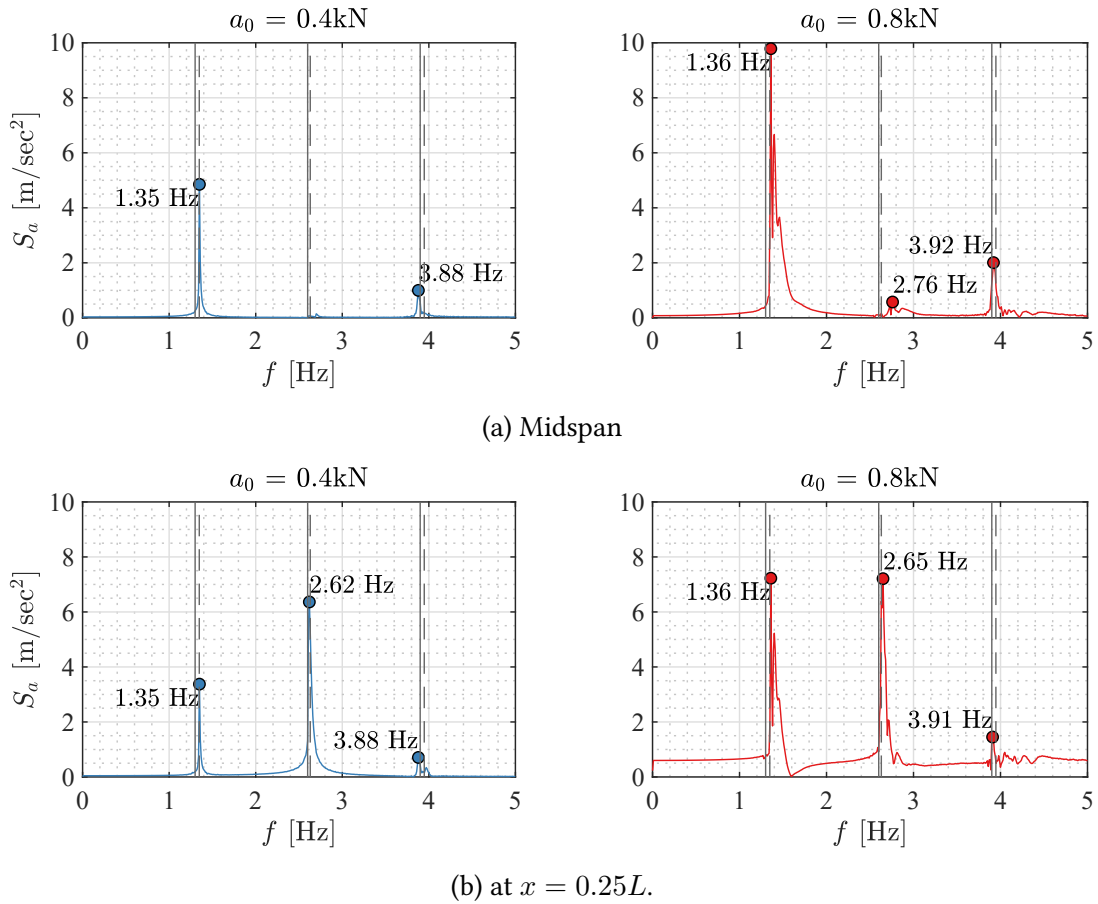 a₀ = 0.4kN
a₀ = 0.8kN
Sₐ [m/sec²]
10
8
6
4
2
0
1.35 Hz
3.88 Hz
0 1 2 3 4 5
f [Hz]
10
8
6
4
2
0
1.36 Hz
3.92 Hz
2.76 Hz
0 1 2 3 4 5
f [Hz]
(a) Midspan
a₀ = 0.4kN
a₀ = 0.8kN
Sₐ [m/sec²]
10
8
6
4
2
0
2.62 Hz
1.35 Hz
3.88 Hz
0 1 2 3 4 5
f [Hz]
10
8
6
4
2
0
2.65 Hz
1.36 Hz
3.91 Hz
0 1 2 3 4 5
f [Hz]
(b) at x = 0.25L.